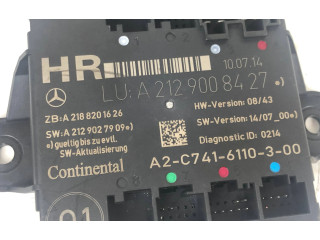 HR
10.07.14
LU: A 212 900 84 27 •)
ZB: A 218 820 16 26
HW-Version: 08/43
SW: A 212 902 79 09 •)
SW-Version: 14/07_00•)
•) gueltig bis zu evtl.
Diagnostic ID: 0214
SW-Aktualisierung
A2-C741-6110-3-00
Continental
01